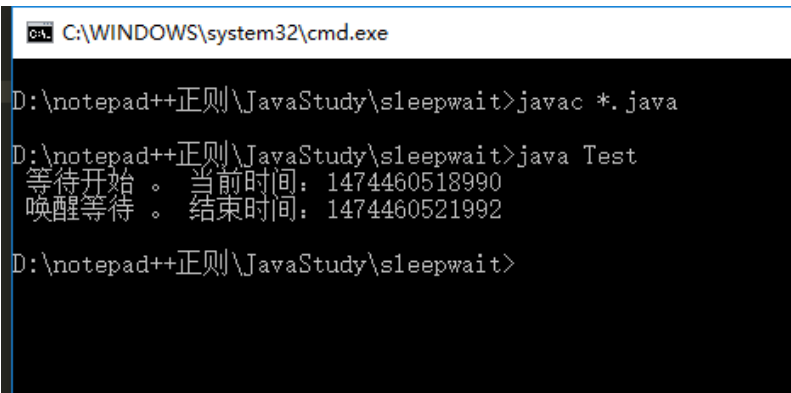 C:\WINDOWS\system32\cmd.exe
D:\notepad++正则\JavaStudy\sleepwait>javac *.java
D:\notepad++正则\JavaStudy\sleepwait>java Test
等待开始 。 当前时间：1474460518990
唤醒等待 。 结束时间：1474460521992
D:\notepad++正则\JavaStudy\sleepwait>